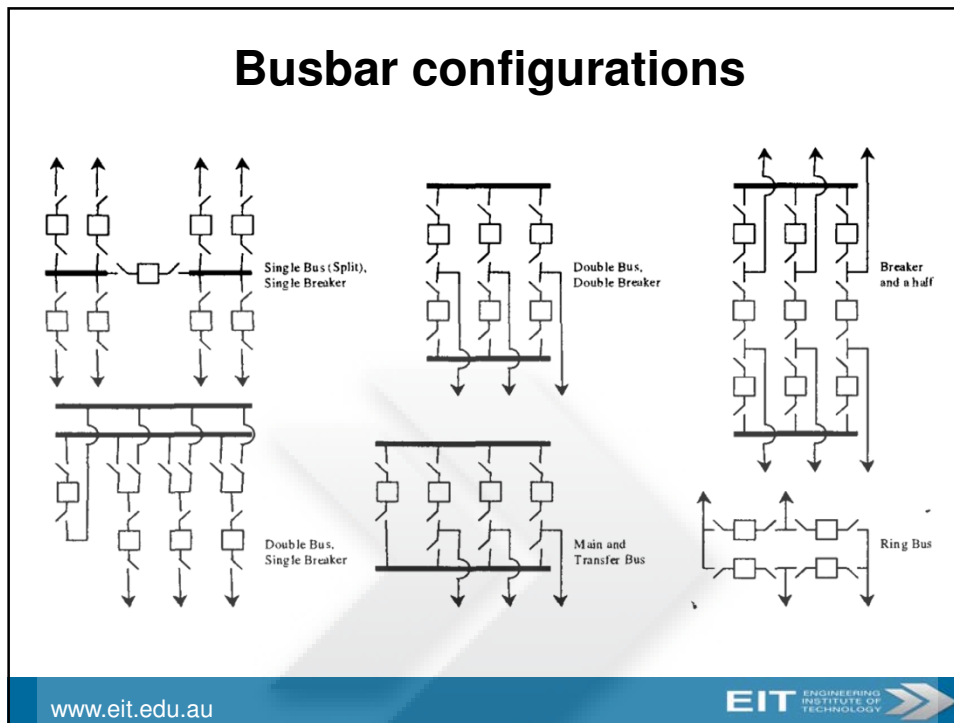 Busbar configurations
Single Bus (Split),
Single Breaker
Double Bus,
Double Breaker
Breaker
and a half
Double Bus,
Single Breaker
Main and
Transfer Bus
Ring Bus
www.eit.edu.au
EIT ENGINEERING
INSTITUTE OF
TECHNOLOGY